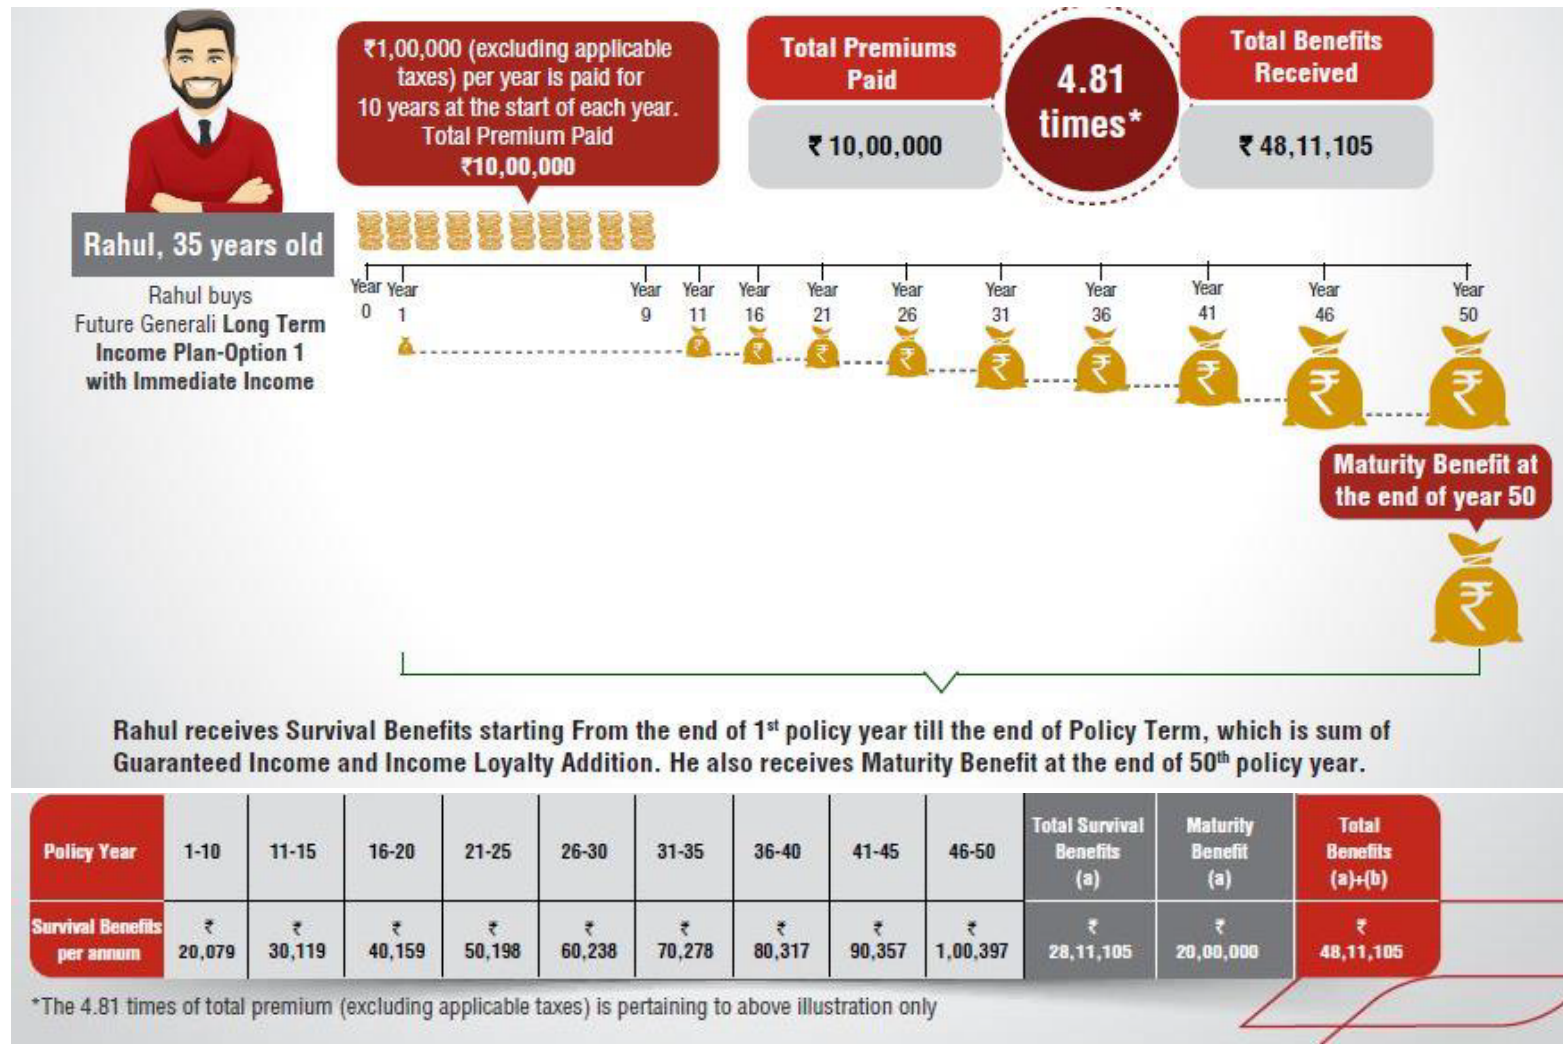 ₹1,00,000 (excluding applicable
taxes) per year is paid for
10 years at the start of each year.
Total Premium Paid
₹10,00,000
Total Premiums
Paid
₹ 10,00,000
4.81
times*
Total Benefits
Received
₹ 48,11,105
Rahul, 35 years old
Rahul buys
Future Generali Long Term
Income Plan-Option 1
with Immediate Income
Year Year Year Year Year Year Year Year Year Year Year Year
0 1 9 11 16 21 26 31 36 41 46 50
₹ ₹ ₹ ₹ ₹ ₹ ₹ ₹ ₹
Maturity Benefit at
the end of year 50
₹
Rahul receives Survival Benefits starting From the end of 1st policy year till the end of Policy Term, which is sum of
Guaranteed Income and Income Loyalty Addition. He also receives Maturity Benefit at the end of 50th policy year.
Policy Year 1-10 11-15 16-20 21-25 26-30 31-35 36-40 41-45 46-50
Total Survival
Benefits
(a)
Maturity
Benefit
(a)
Total
Benefits
(a)+(b)
Survival Benefits
per annum
₹ ₹ ₹ ₹ ₹ ₹ ₹ ₹ ₹ ₹ ₹ ₹
20,079 30,119 40,159 50,198 60,238 70,278 80,317 90,357 1,00,397 28,11,105 20,00,000 48,11,105
*The 4.81 times of total premium (excluding applicable taxes) is pertaining to above illustration only